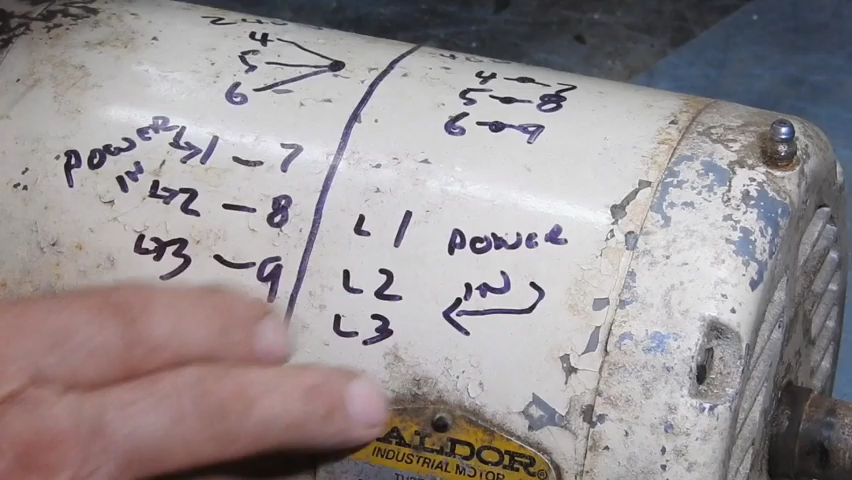 4
5
6
POWER L1 - 7
IN L2 - 8
L3 - 9
4 - 7
5 - 8
6 - 9
L1 POWER
L2 IN
L3
ALDOR
INDUSTRIAL MOTOR